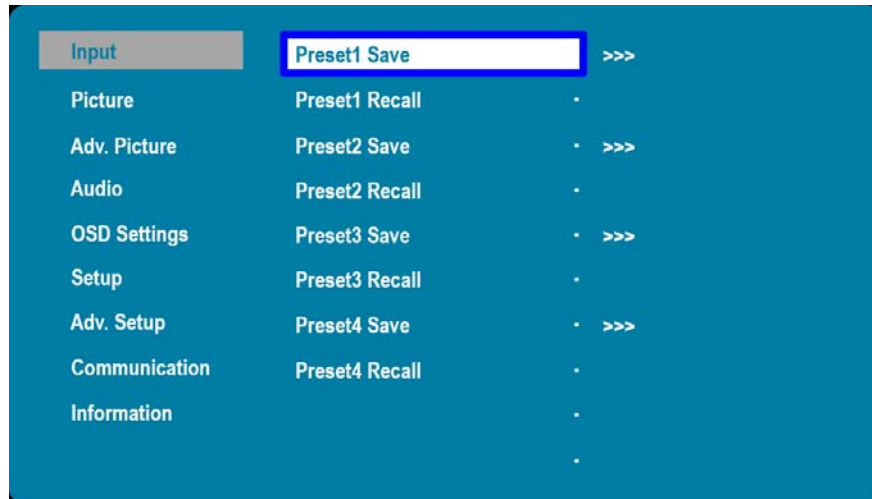 Input Preset1 Save >>>
Picture Preset1 Recall
Adv. Picture Preset2 Save >>>
Audio Preset2 Recall
OSD Settings Preset3 Save >>>
Setup Preset3 Recall
Adv. Setup Preset4 Save >>>
Communication Preset4 Recall
Information